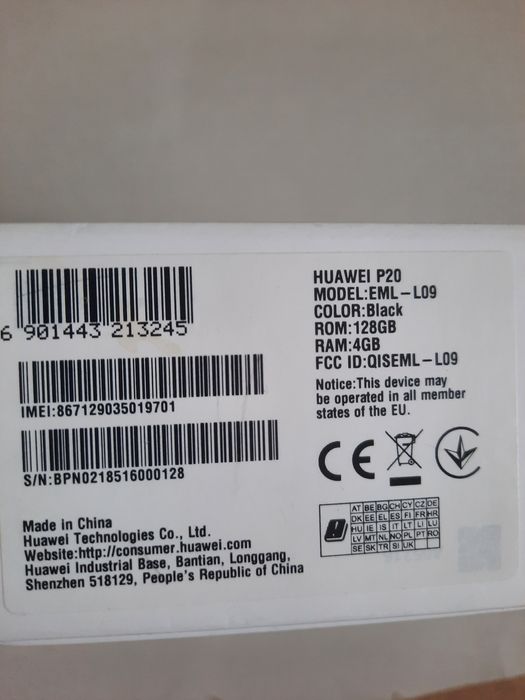 6 901443 213245
IMEI:867129035019701
S/N:BPN0218516000128
Made in China
Huawei Technologies Co., Ltd.
Website:http://consumer.huawei.com
Huawei Industrial Base, Bantian, Longgang,
Shenzhen 518129, People's Republic of China
HUAWEI P20
MODEL:EML-L09
COLOR:Black
ROM:128GB
RAM:4GB
FCC ID:QISEML-L09
Notice:This device may
be operated in all member
states of the EU.
CE
AT BE BG CH CY CZ DE
DK EE EL ES FI FR HR
HU IE IS IT LT LI LU
LV MT NL NO PL PT RO
SE SK TR SI UK